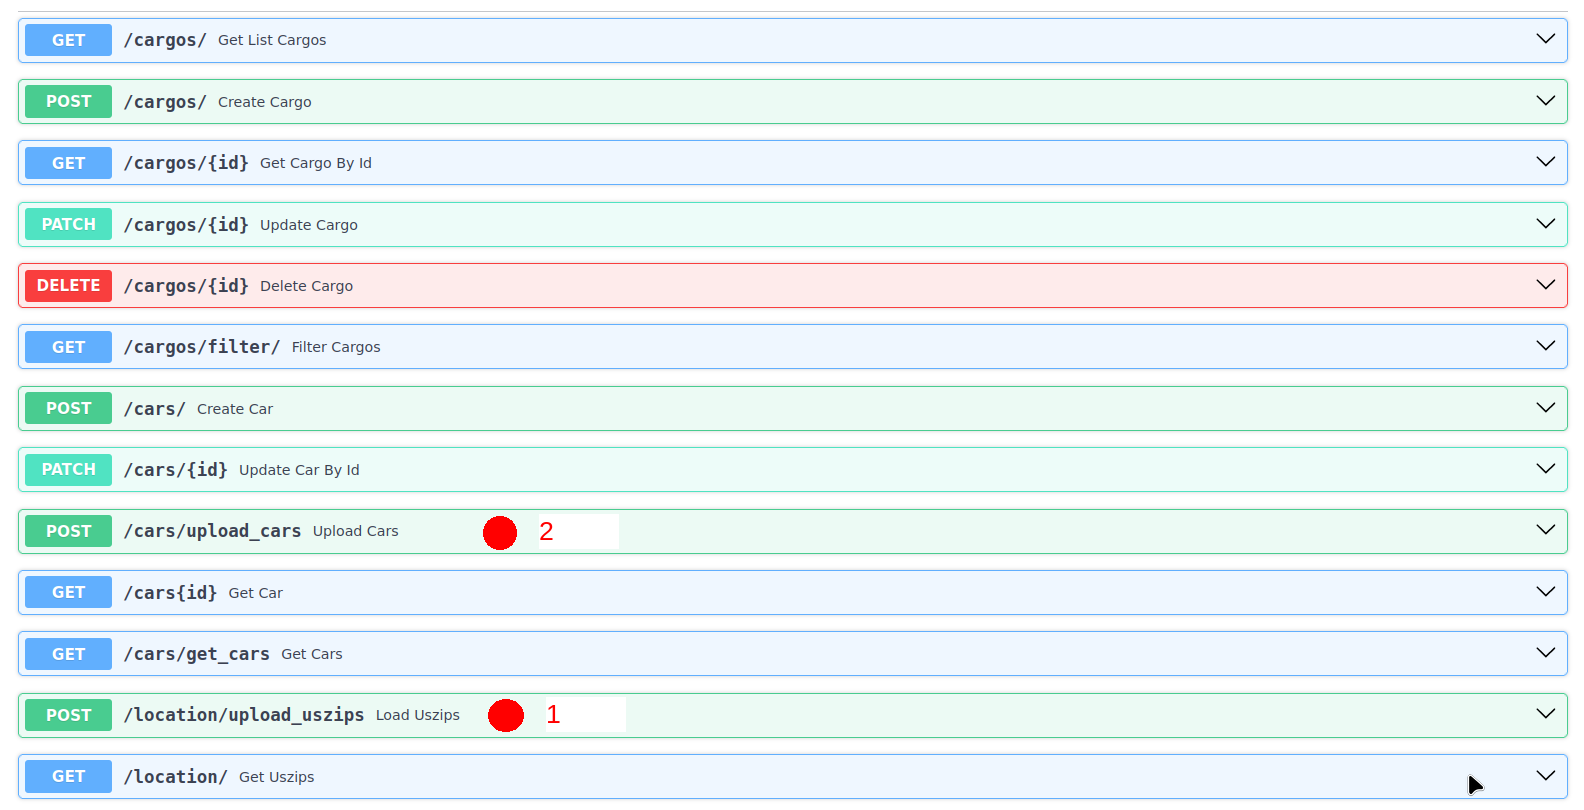 GET /cargos/ Get List Cargos
POST /cargos/ Create Cargo
GET /cargos/{id} Get Cargo By Id
PATCH /cargos/{id} Update Cargo
DELETE /cargos/{id} Delete Cargo
GET /cargos/filter/ Filter Cargos
POST /cars/ Create Car
PATCH /cars/{id} Update Car By Id
POST /cars/upload_cars Upload Cars 2
GET /cars{id} Get Car
GET /cars/get_cars Get Cars
POST /location/upload_uszips Load Uszips 1
GET /location/ Get Uszips